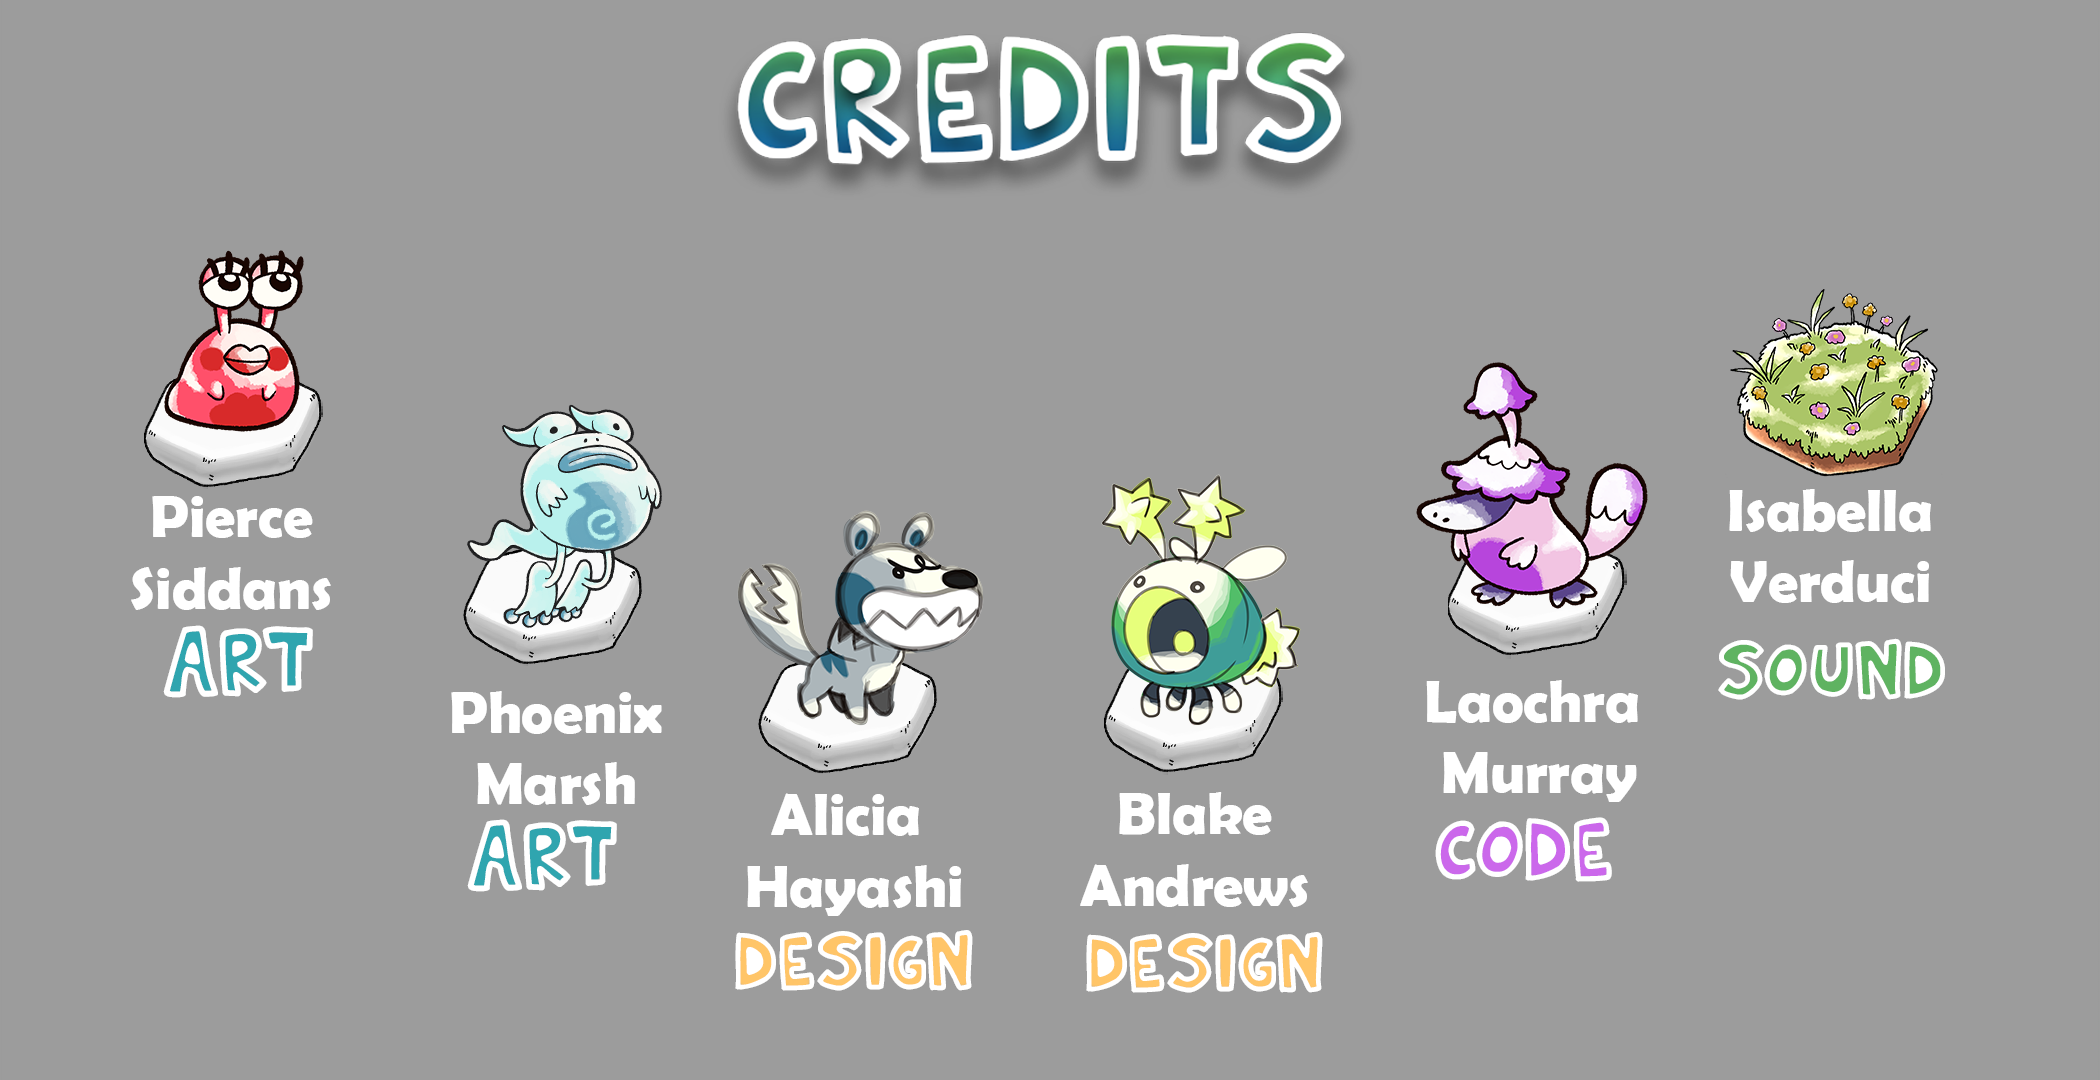 CREDITS
Pierce
Siddans
ART
Phoenix
Marsh
ART
Alicia
Hayashi
DESIGN
Blake
Andrews
DESIGN
Laochra
Murray
CODE
Isabella
Verduci
SOUND